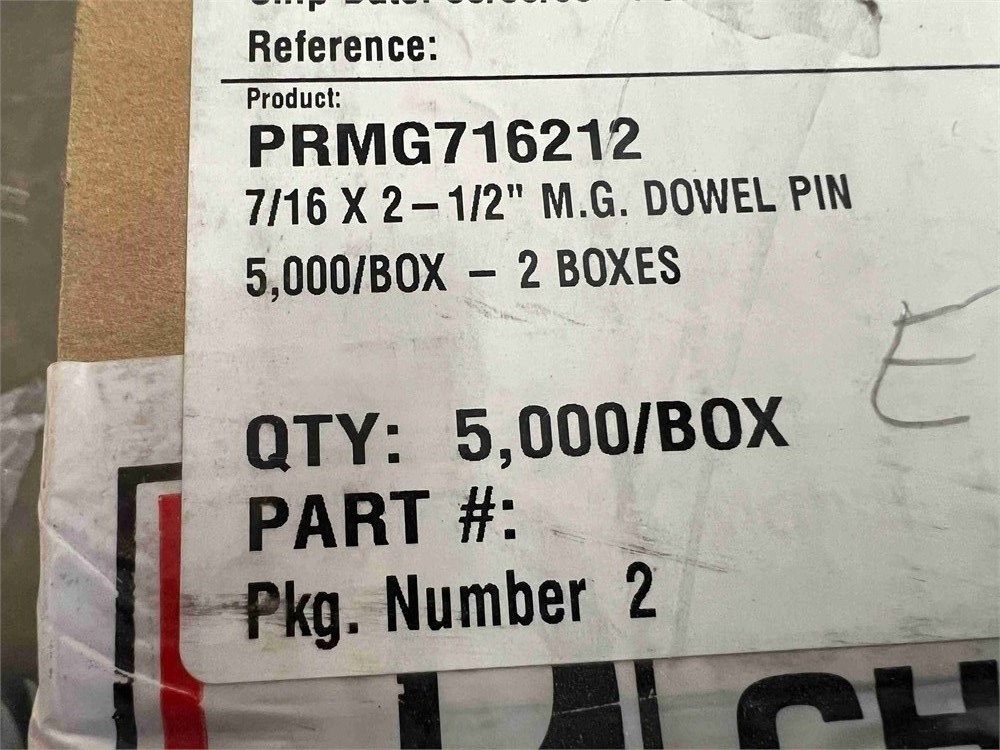 Reference:
Product:
PRMG716212
7/16 X 2-1/2" M.G. DOWEL PIN
5,000/BOX - 2 BOXES
E
QTY: 5,000/BOX
PART #:
Pkg. Number 2